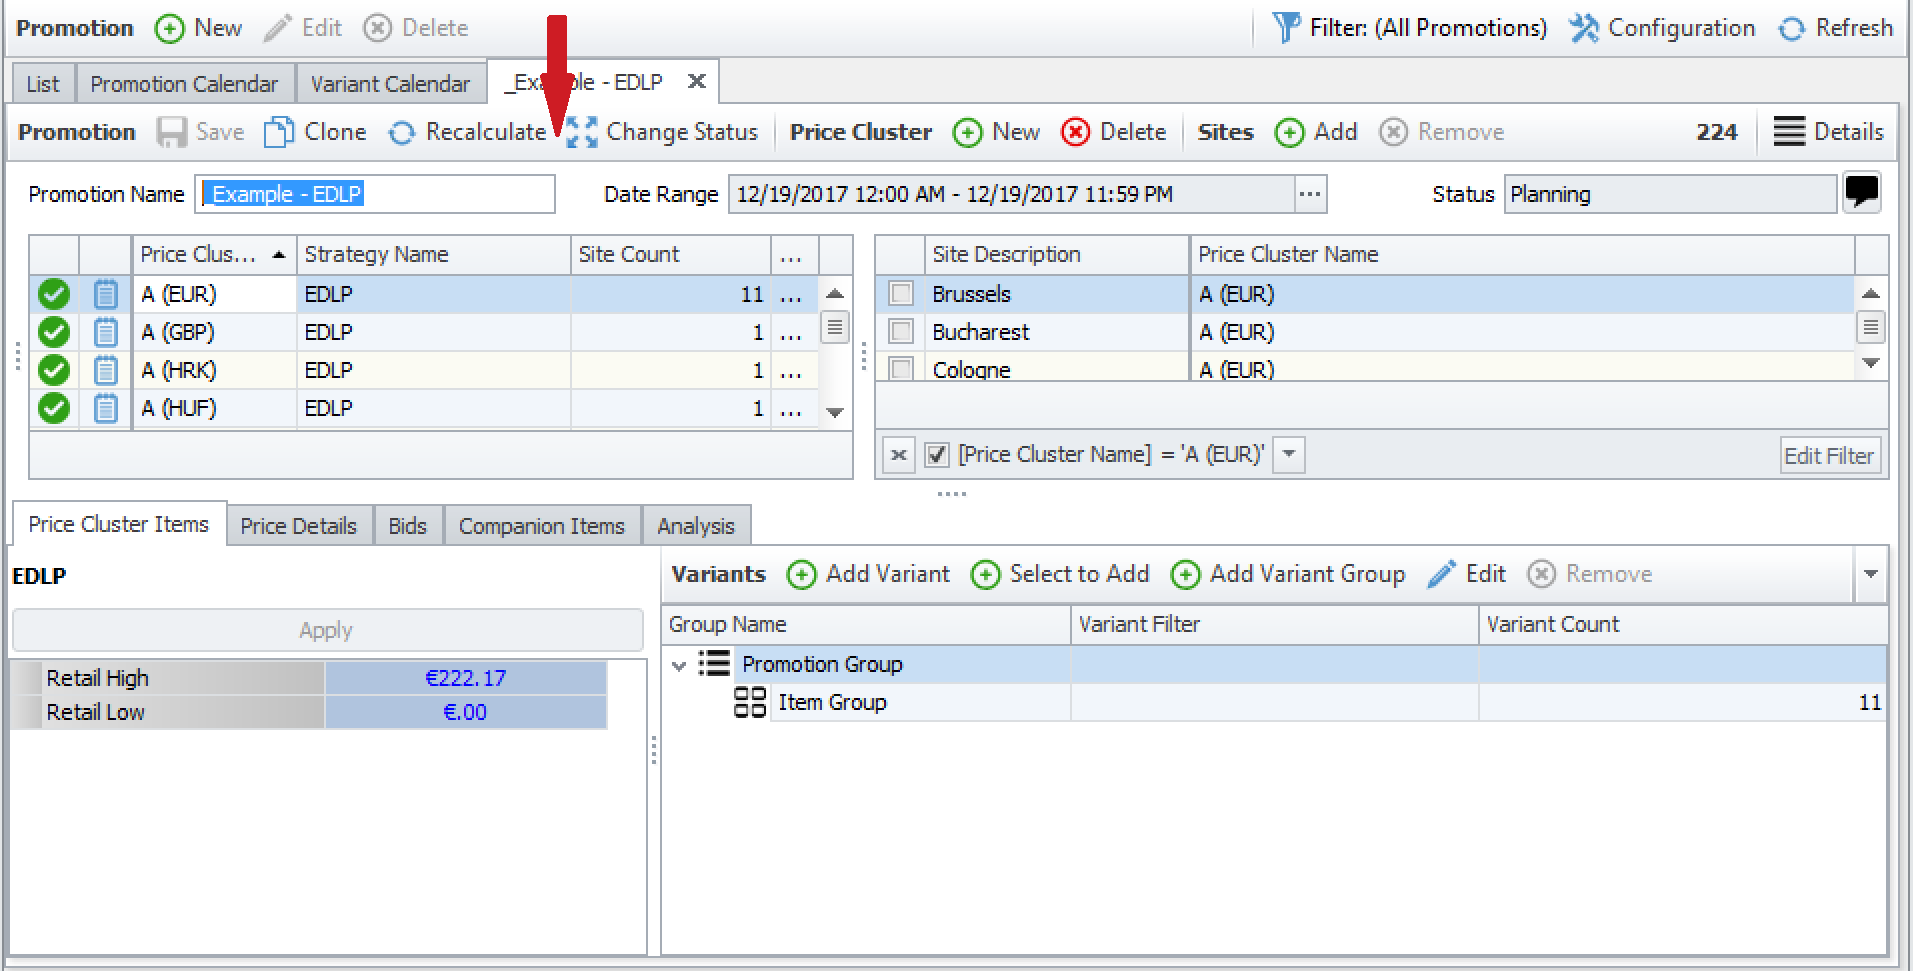 Promotion New Edit Delete Filter: (All Promotions) Configuration Refresh
List Promotion Calendar Variant Calendar _Example - EDLP
Promotion Save Clone Recalculate Change Status Price Cluster New Delete Sites Add Remove 224 Details
Promotion Name _Example - EDLP Date Range 12/19/2017 12:00 AM - 12/19/2017 11:59 PM ... Status Planning
Price Clus... Strategy Name Site Count ...
A (EUR) EDLP 11 ...
A (GBP) EDLP 1 ...
A (HRK) EDLP 1 ...
A (HUF) EDLP 1 ...
Site Description Price Cluster Name
Brussels A (EUR)
Bucharest A (EUR)
Cologne A (EUR)
[Price Cluster Name] = 'A (EUR)' Edit Filter
Price Cluster Items Price Details Bids Companion Items Analysis
EDLP
Apply
Retail High €222.17
Retail Low €.00
Variants Add Variant Select to Add Add Variant Group Edit Remove
Group Name Variant Filter Variant Count
Promotion Group
Item Group 11